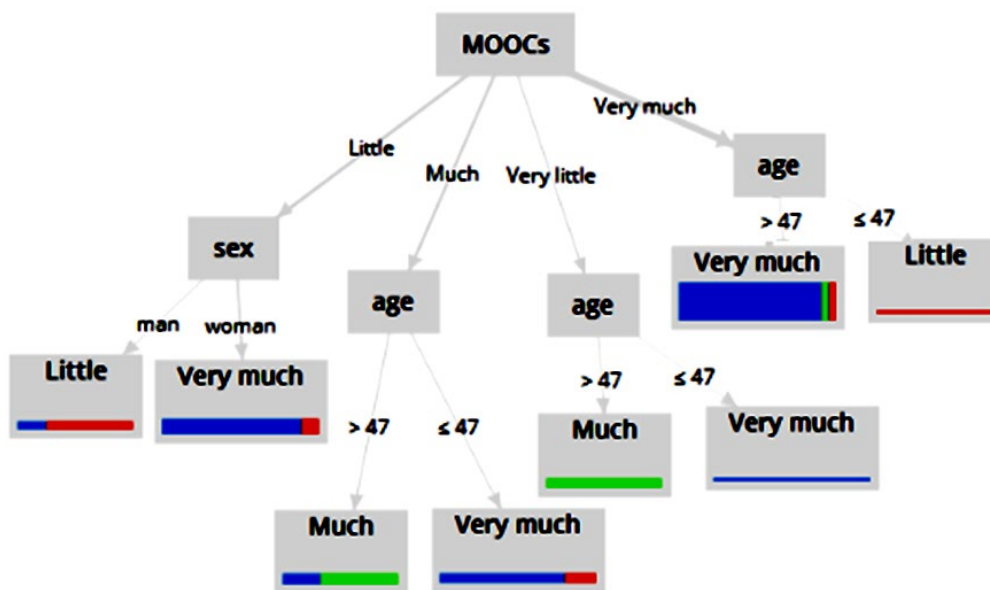 MOOCs
Very much
Little
Much
Very little
age
> 47
≤ 47
sex
Very much
Little
age
age
man
woman
Little
Very much
> 47
≤ 47
> 47
≤ 47
Much
Very much
Much
Very much